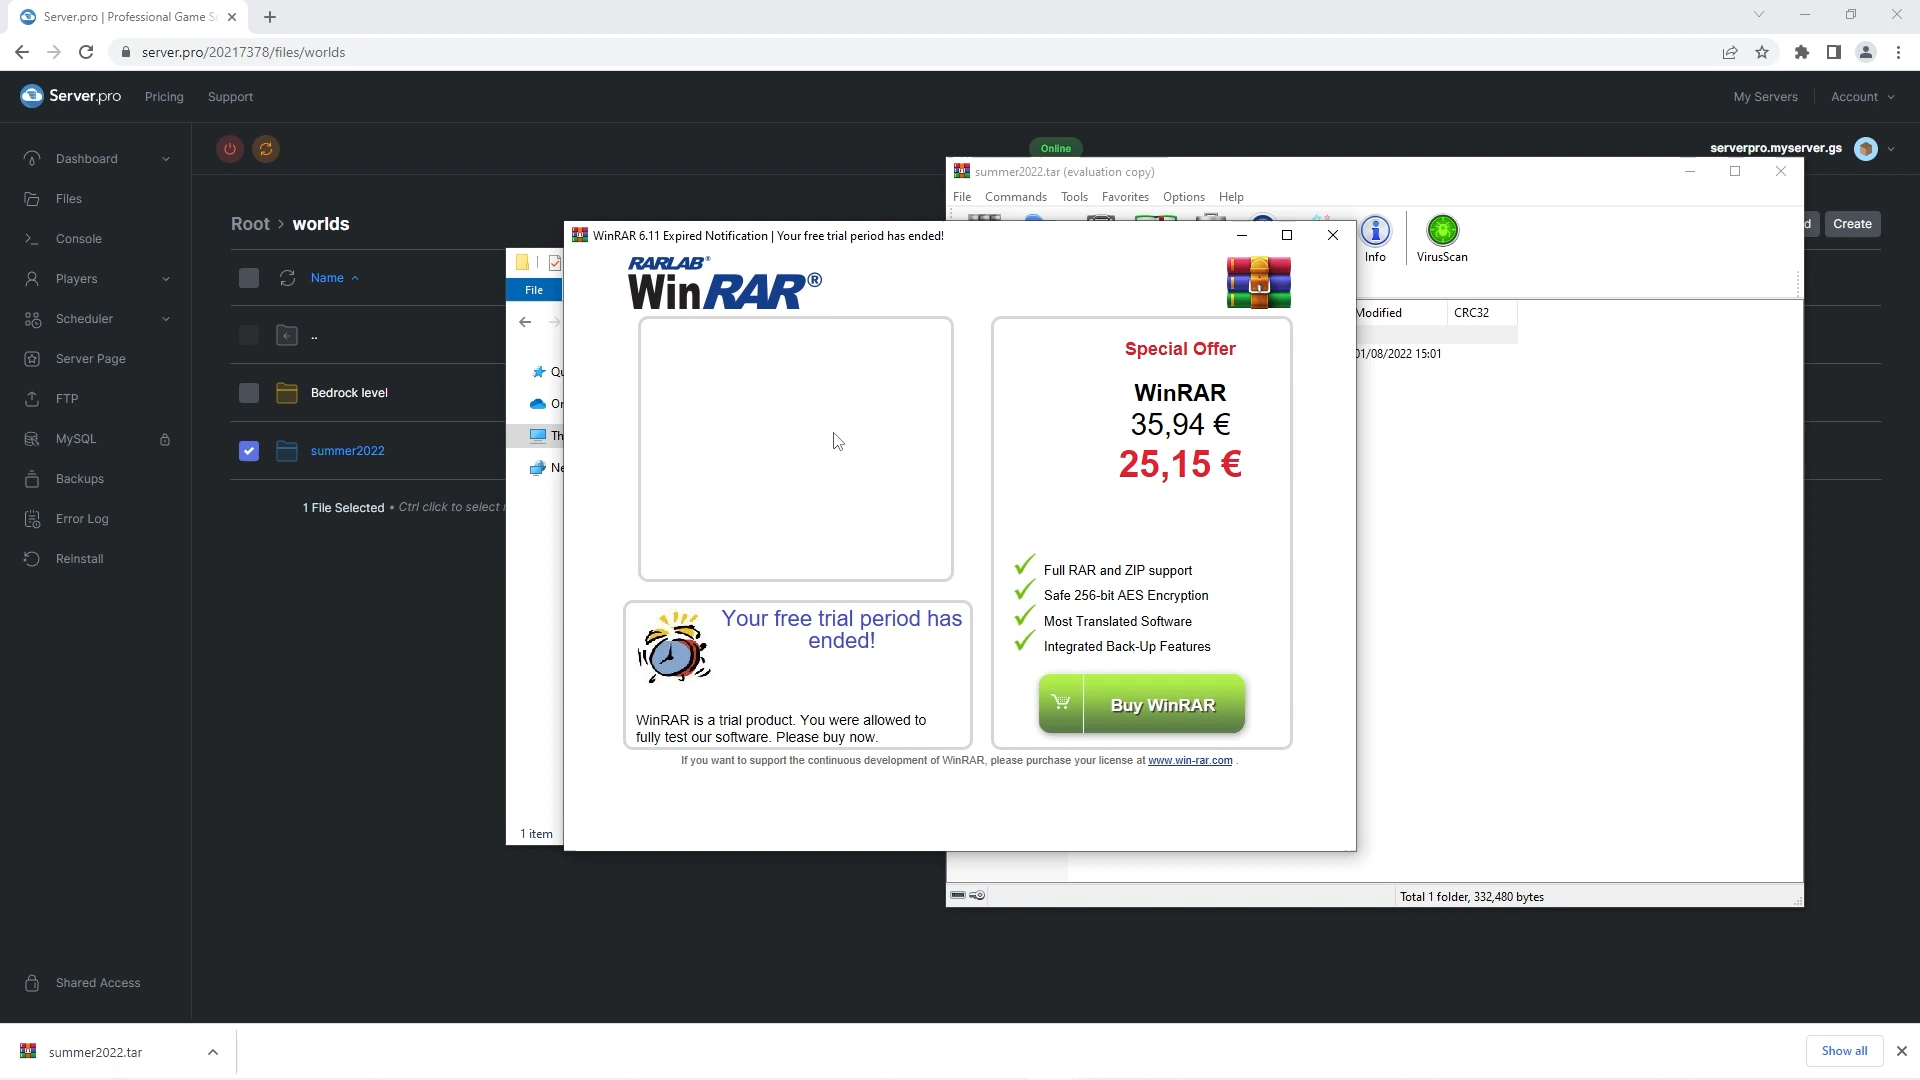 Server.pro | Professional Game S
server.pro/20217378/files/worlds
Server.pro
Pricing
Support
My Servers
Account
Dashboard
Files
Console
Players
Scheduler
Server Page
FTP
MySQL
Backups
Error Log
Reinstall
Shared Access
Online
serverpro.myserver.gs
Root > worlds
Create
Name
..
Bedrock level
summer2022
1 File Selected • Ctrl click to select
File
1 item
summer2022.tar (evaluation copy)
File Commands Tools Favorites Options Help
Info
VirusScan
Modified
CRC32
01/08/2022 15:01
Total 1 folder, 332,480 bytes
WinRAR 6.11 Expired Notification | Your free trial period has ended!
RARLAB®
WinRAR®
Special Offer
WinRAR
35,94 €
25,15 €
Full RAR and ZIP support
Safe 256-bit AES Encryption
Most Translated Software
Integrated Back-Up Features
Buy WinRAR
Your free trial period has
ended!
WinRAR is a trial product. You were allowed to
fully test our software. Please buy now.
If you want to support the continuous development of WinRAR, please purchase your license at www.win-rar.com .
summer2022.tar
Show all